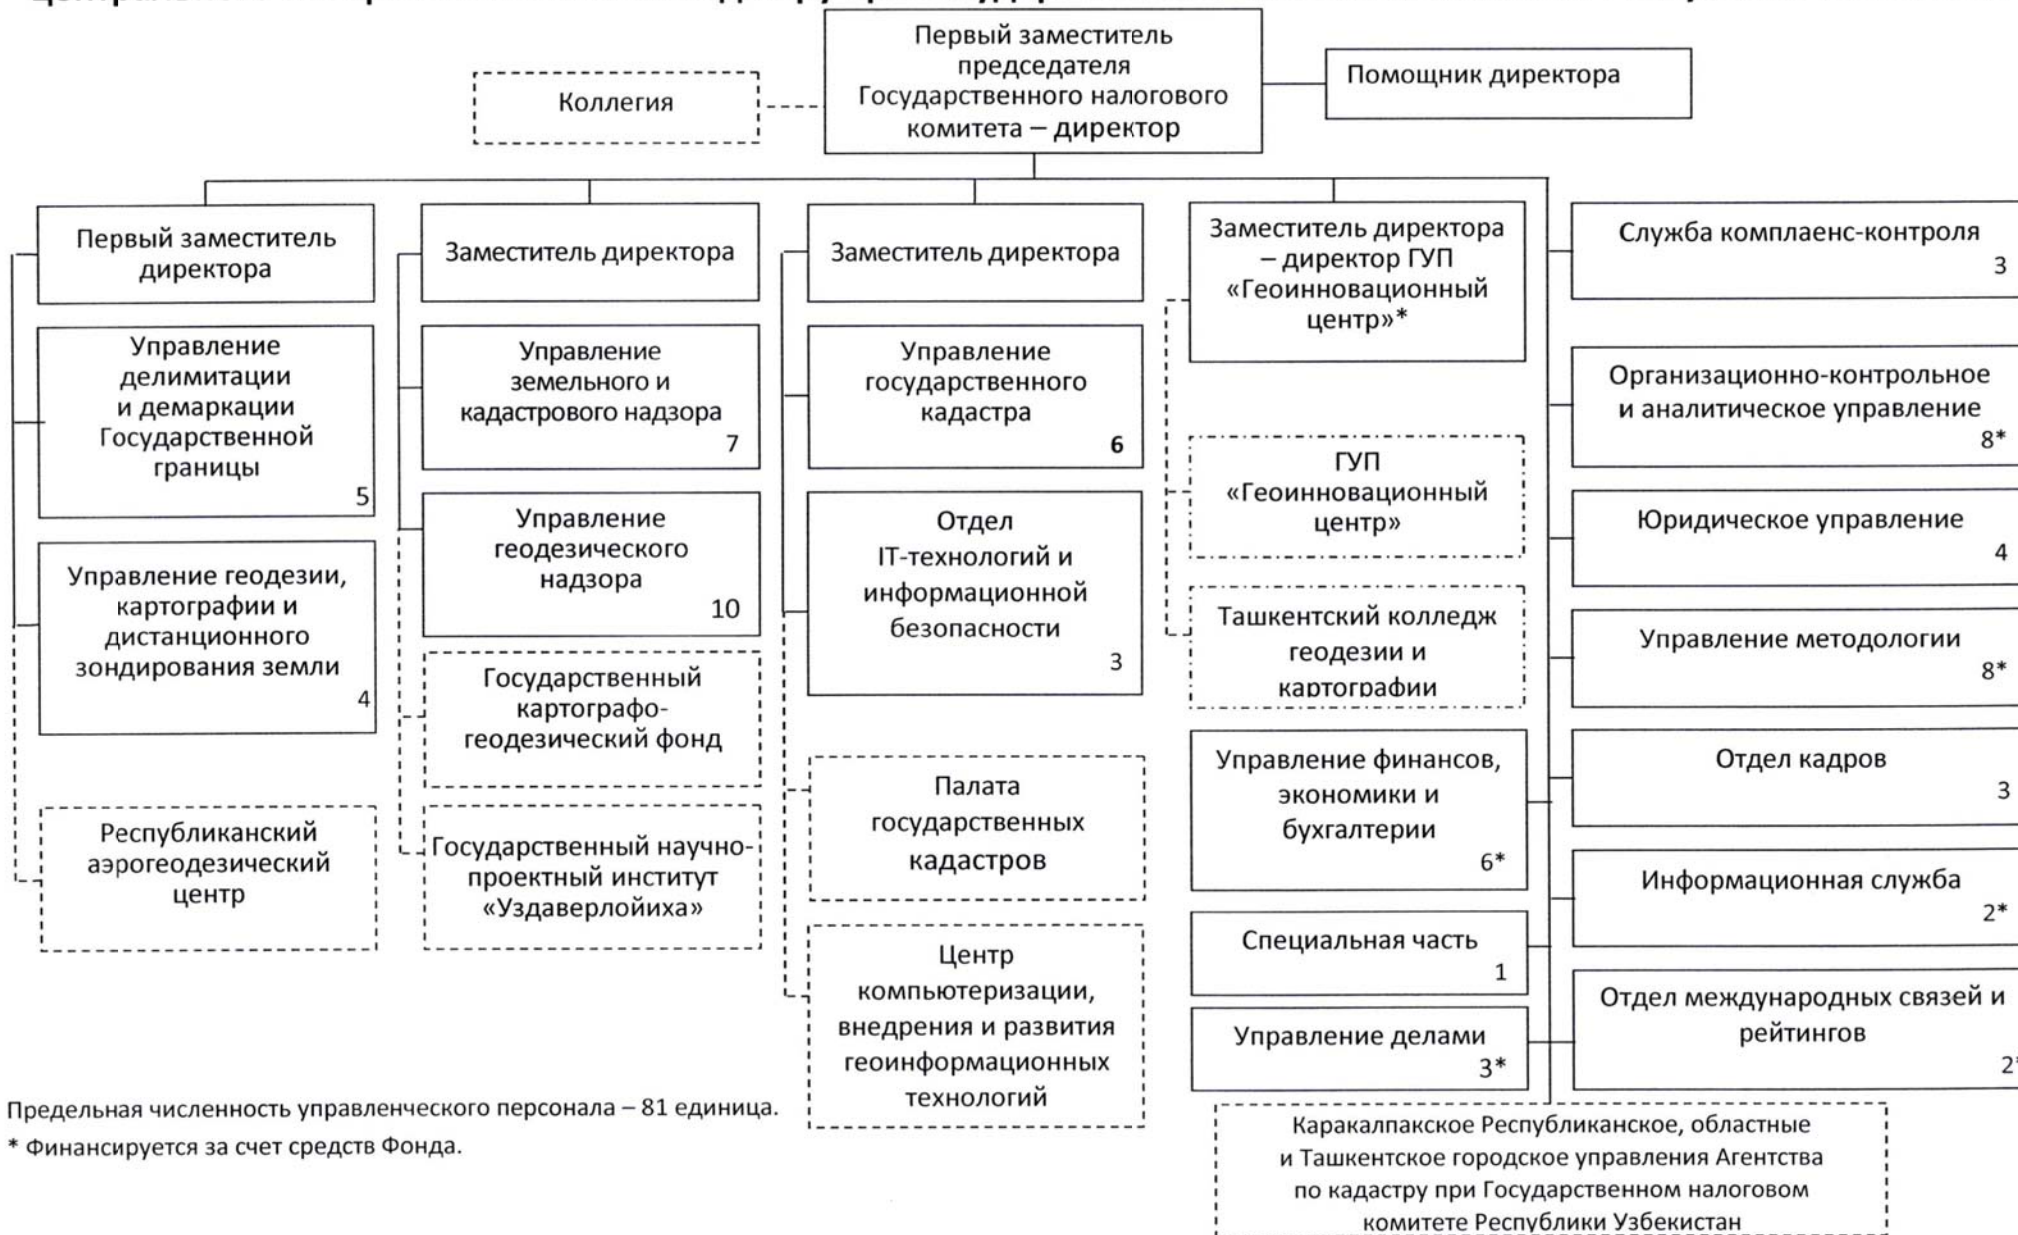 Первый заместитель
председателя
Государственного налогового
комитета – директор
Помощник директора
Коллегия
Первый заместитель
директора
Управление
делимитации
и демаркации
Государственной
границы
5
Управление геодезии,
картографии и
дистанционного
зондирования земли
4
Республиканский
аэрогеодезический
центр
Заместитель директора
Управление
земельного и
кадастрового надзора
7
Управление
геодезического
надзора
10
Государственный
картографо-
геодезический фонд
Государственный научно-
проектный институт
«Уздаверлойиха»
Заместитель директора
Управление
государственного
кадастра
6
Отдел
IT-технологий и
информационной
безопасности
3
Палата
государственных
кадастров
Центр
компьютеризации,
внедрения и развития
геоинформационных
технологий
Заместитель директора
– директор ГУП
«Геоинновационный
центр»*
ГУП
«Геоинновационный
центр»
Ташкентский колледж
геодезии и
картографии
Управление финансов,
экономики и
бухгалтерии
6*
Специальная часть
1
Управление делами
3*
Служба комплаенс-контроля
3
Организационно-контрольное
и аналитическое управление
8*
Юридическое управление
4
Управление методологии
8*
Отдел кадров
3
Информационная служба
2*
Отдел международных связей и
рейтингов
2*
Каракалпакское Республиканское, областные
и Ташкентское городское управления Агентства
по кадастру при Государственном налоговом
комитете Республики Узбекистан
Предельная численность управленческого персонала – 81 единица.
* Финансируется за счет средств Фонда.